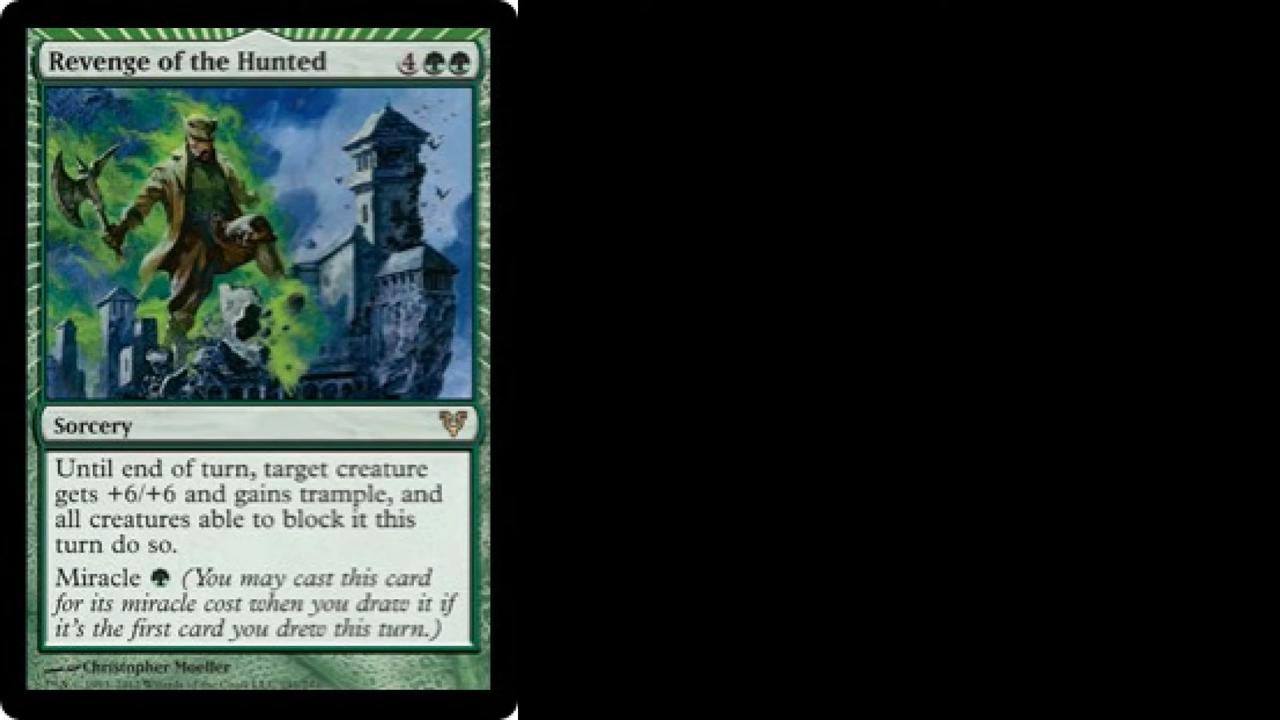 Revenge of the Hunted 4
Sorcery
Until end of turn, target creature
gets +6/+6 and gains trample, and
all creatures able to block it this
turn do so.
Miracle (You may cast this card
for its miracle cost when you draw it if
it's the first card you drew this turn.)
Christopher Moeller